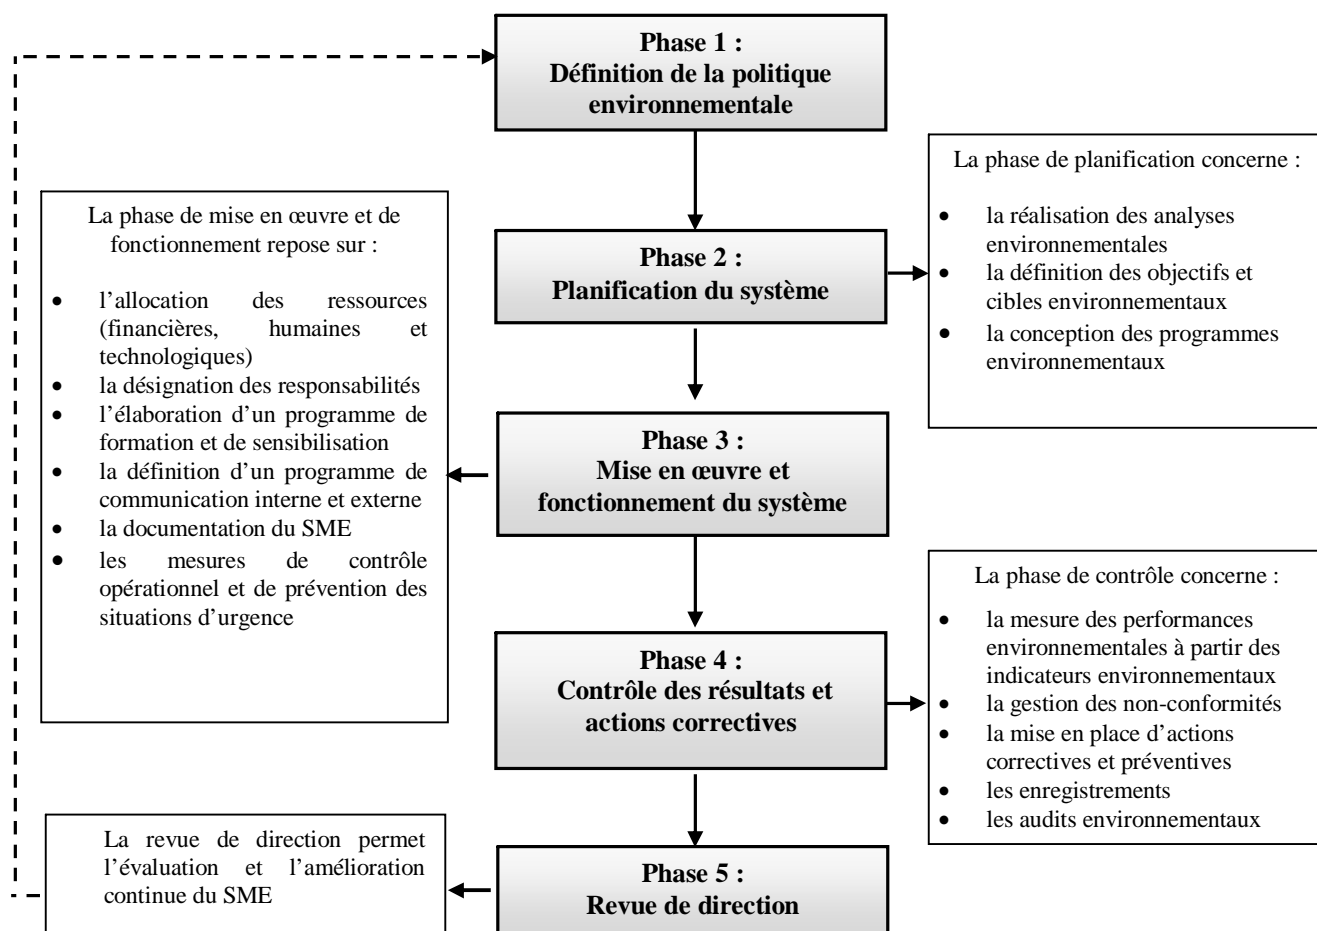 Phase 1 :
Définition de la politique
environnementale
La phase de planification concerne :
• la réalisation des analyses
environnementales
• la définition des objectifs et
cibles environnementaux
• la conception des programmes
environnementaux
Phase 2 :
Planification du système
La phase de mise en œuvre et de
fonctionnement repose sur :
• l’allocation des ressources
(financières, humaines et
technologiques)
• la désignation des responsabilités
• l’élaboration d’un programme de
formation et de sensibilisation
• la définition d’un programme de
communication interne et externe
• la documentation du SME
• les mesures de contrôle
opérationnel et de prévention des
situations d’urgence
Phase 3 :
Mise en œuvre et
fonctionnement du système
Phase 4 :
Contrôle des résultats et
actions correctives
La phase de contrôle concerne :
• la mesure des performances
environnementales à partir des
indicateurs environnementaux
• la gestion des non-conformités
• la mise en place d’actions
correctives et préventives
• les enregistrements
• les audits environnementaux
La revue de direction permet
l’évaluation et l’amélioration
continue du SME
Phase 5 :
Revue de direction